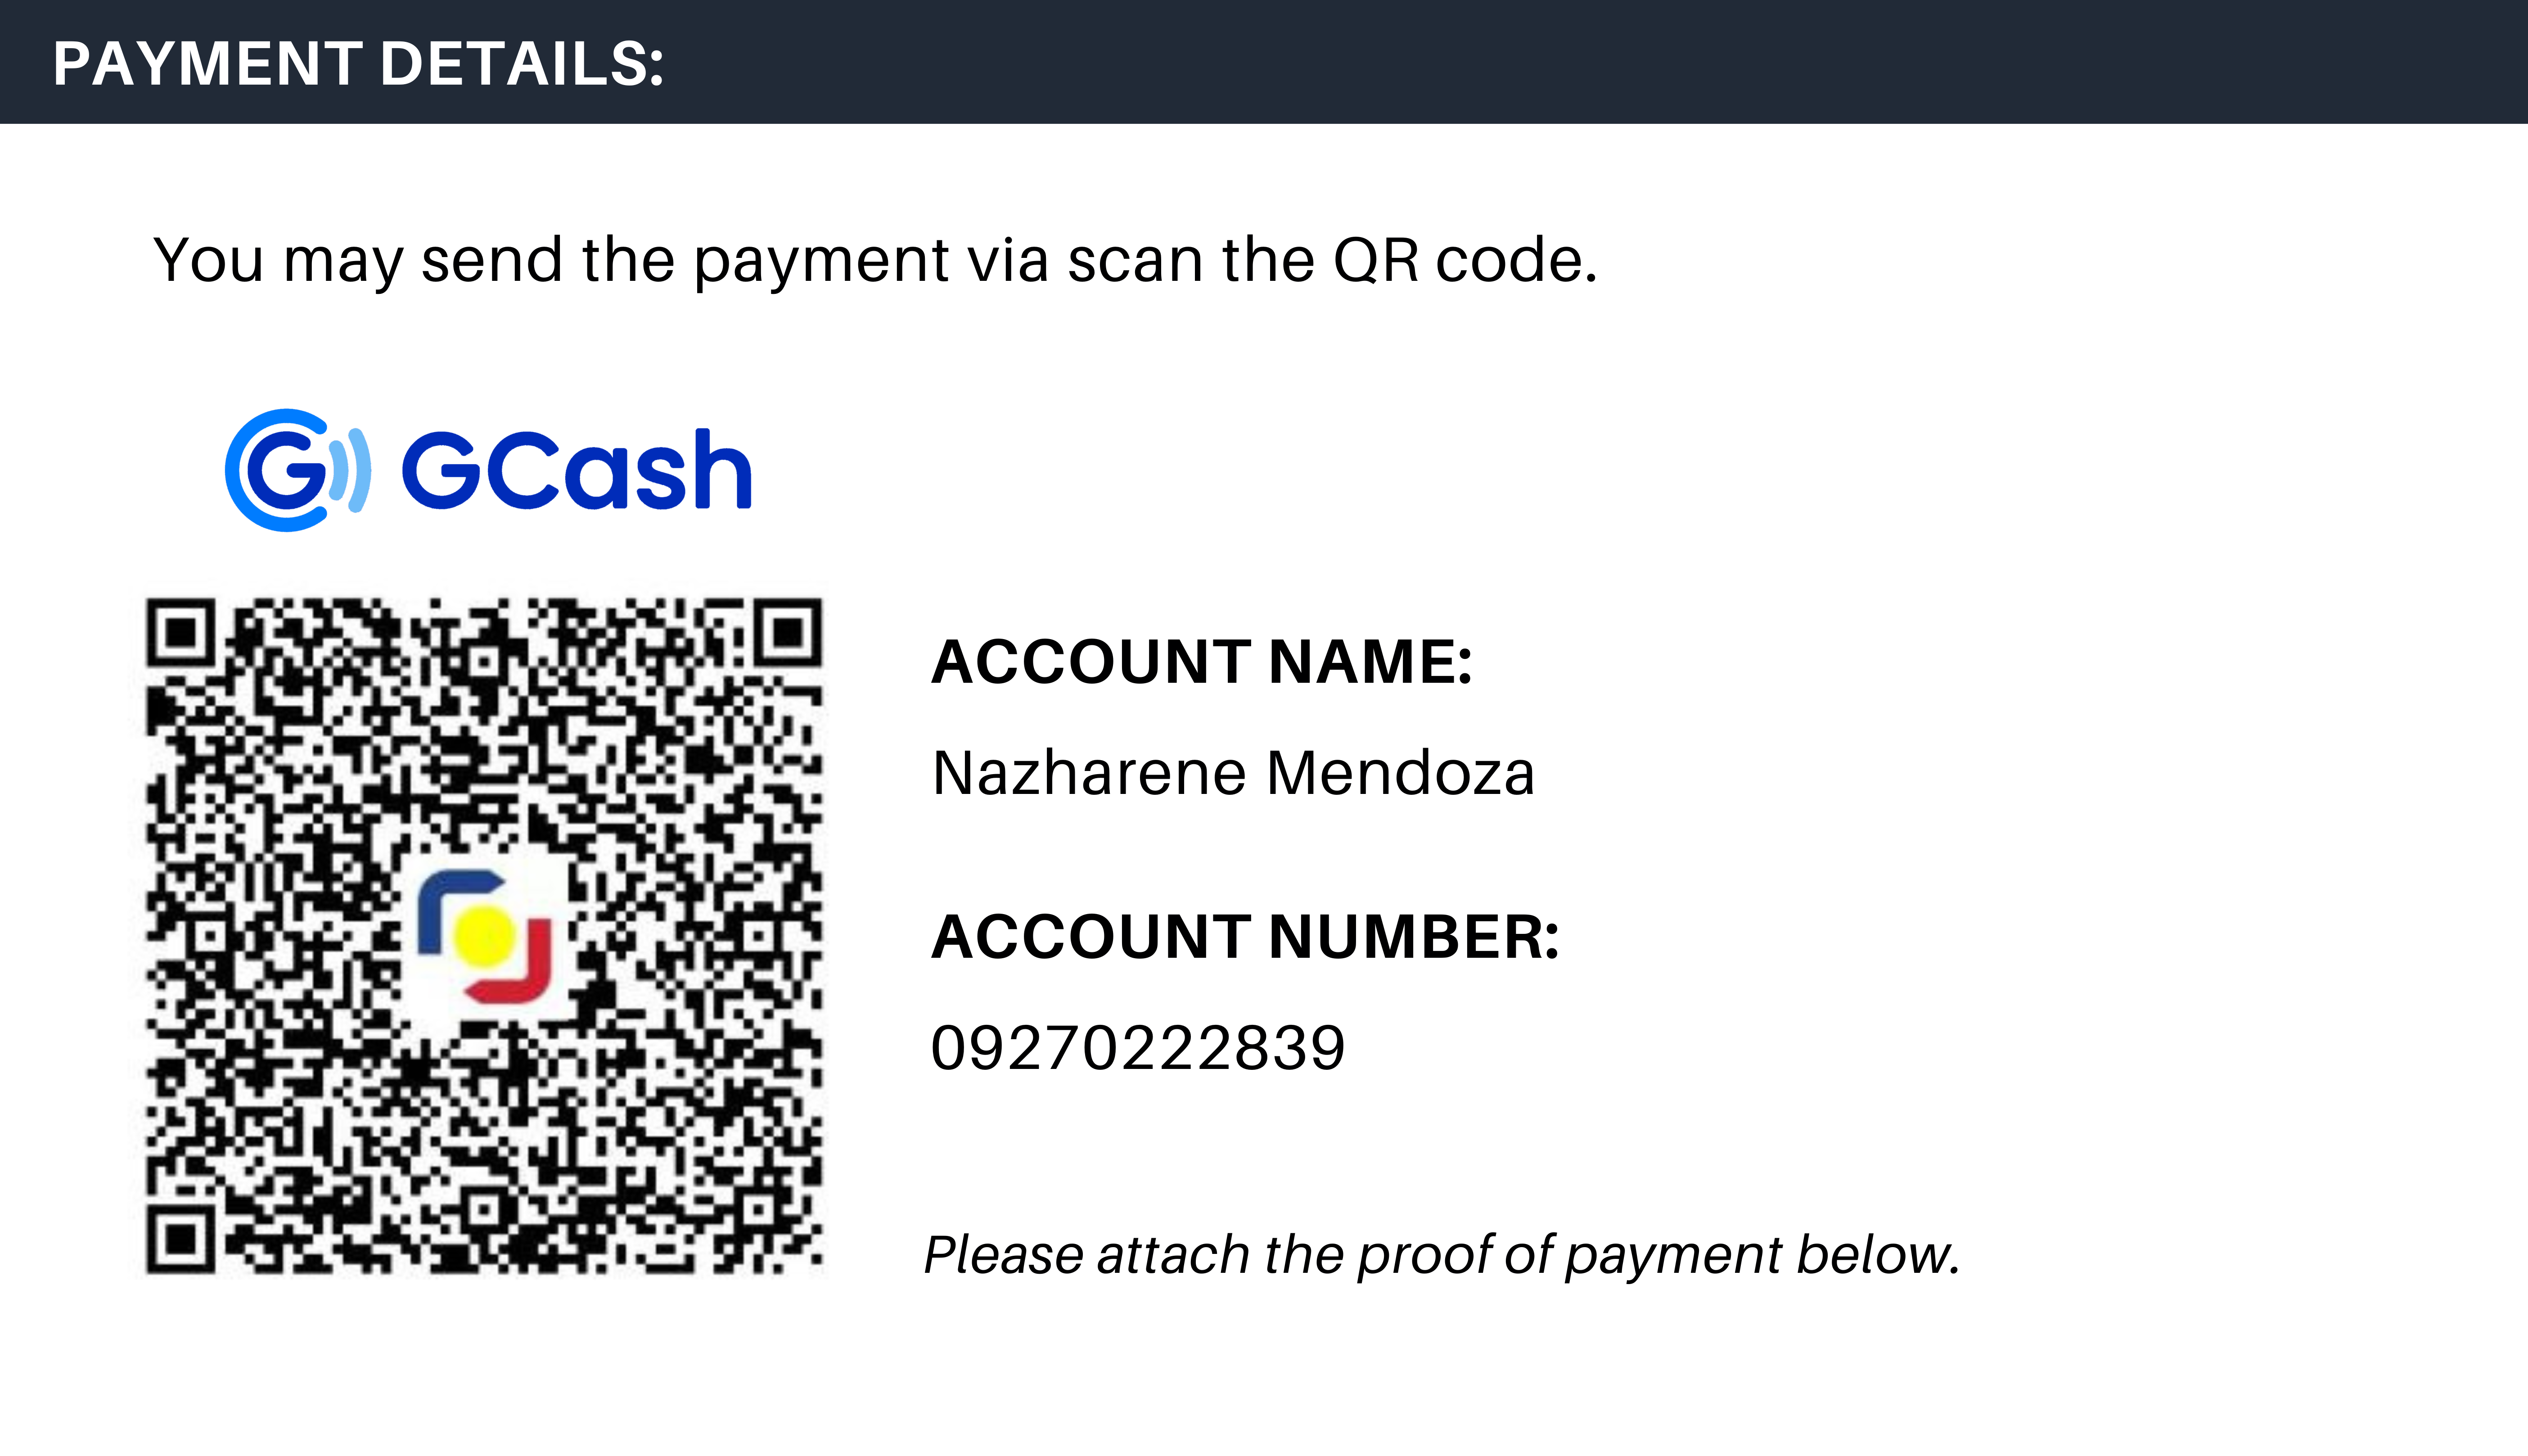 PAYMENT DETAILS:
You may send the payment via scan the QR code.
GCash
ACCOUNT NAME:
Nazharene Mendoza
ACCOUNT NUMBER:
09270222839
Please attach the proof of payment below.